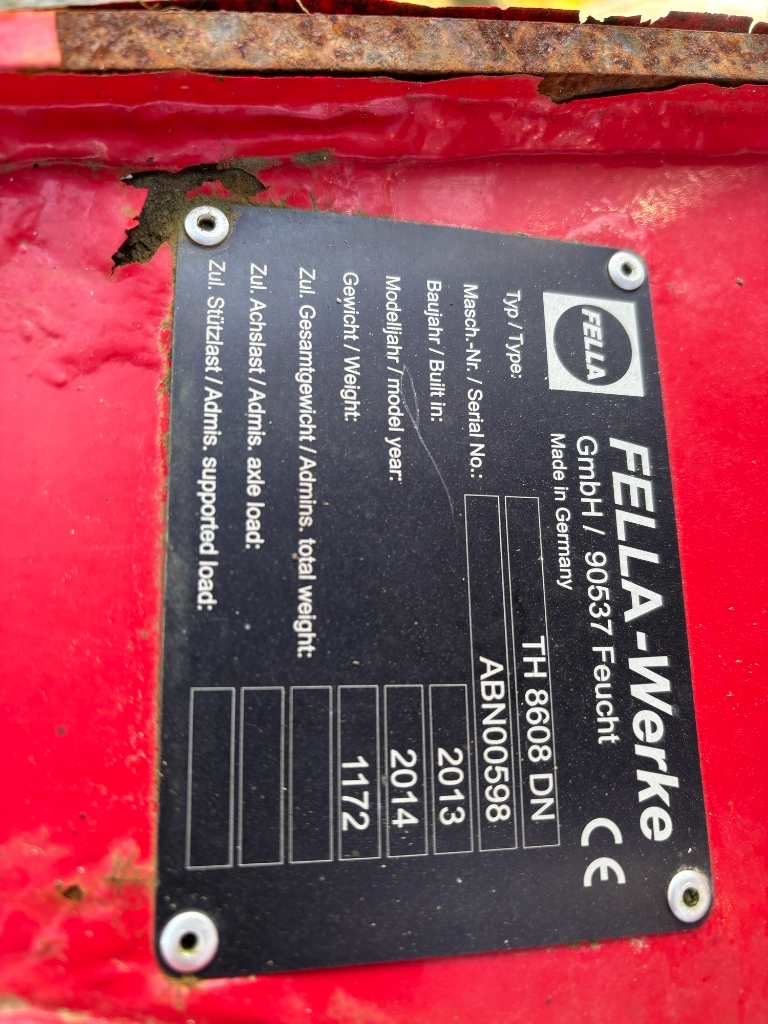 FELLA
FELLA-Werke
GmbH / 90537 Feucht
Made in Germany
CE
Typ / Type: TH 8608 DN
Masch.-Nr. / Serial No.: ABN00598
Baujahr / Built in: 2013
Modelljahr / model year: 2014
Gewicht / Weight: 1172
Zul. Gesamtgewicht / Admins. total weight:
Zul. Achslast / Admis. axle load:
Zul. Stützlast / Admis. supported load: